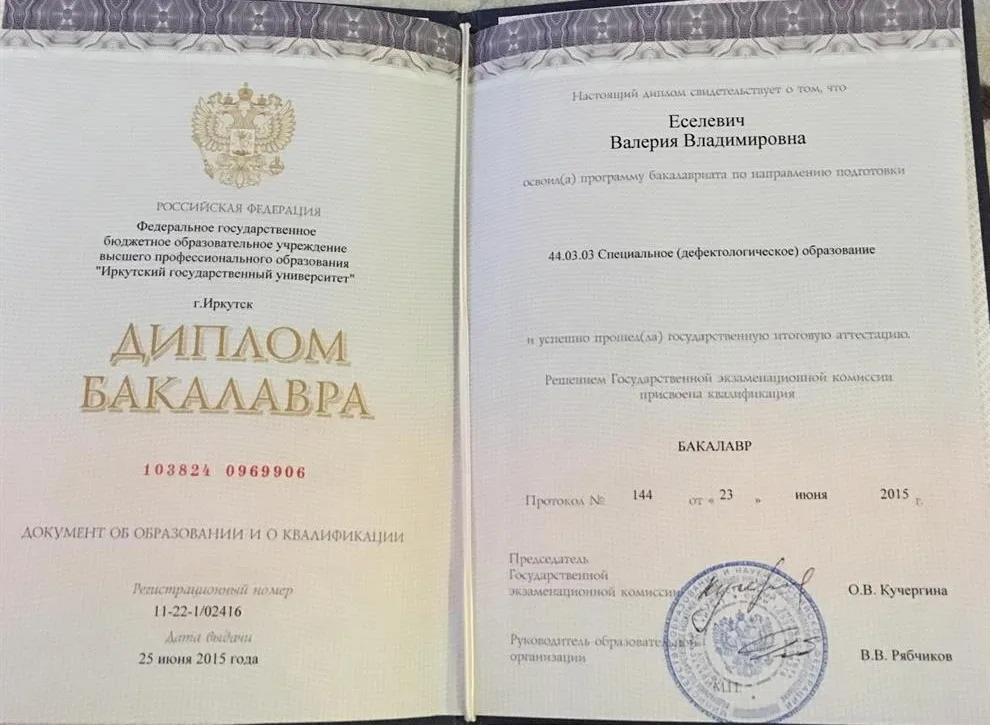 РОССИЙСКАЯ ФЕДЕРАЦИЯ
Федеральное государственное
бюджетное образовательное учреждение
высшего профессионального образования
"Иркутский государственный университет"
г.Иркутск
ДИПЛОМ
БАКАЛАВРА
103824 0969906
ДОКУМЕНТ ОБ ОБРАЗОВАНИИ И О КВАЛИФИКАЦИИ
Регистрационный номер
11-22-1/02416
Дата выдачи
25 июня 2015 года
Настоящий диплом свидетельствует о том, что
Еселевич
Валерия Владимировна
освоил(а) программу бакалавриата по направлению подготовки
44.03.03 Специальное (дефектологическое) образование
и успешно прошел(ла) государственную итоговую аттестацию.
Решением Государственной экзаменационной комиссии
присвоена квалификация
БАКАЛАВР
Протокол № 144 от « 23 » июня 2015 г.
Председатель
Государственной
экзаменационной комиссии О.В. Кучергина
Руководитель образовательной
организации В.В. Рябчиков
М.П.